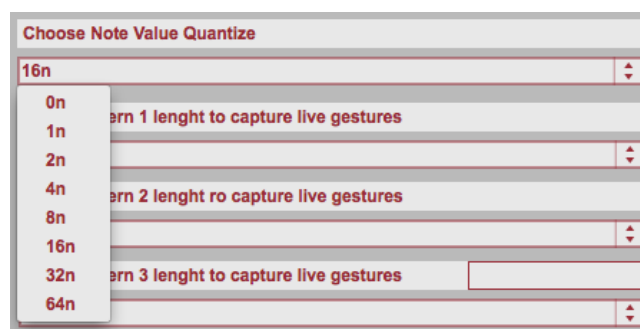 Choose Note Value Quantize
16n
0n
1n
ern 1 lenght to capture live gestures
2n
4n
ern 2 lenght ro capture live gestures
8n
16n
32n
ern 3 lenght to capture live gestures
64n